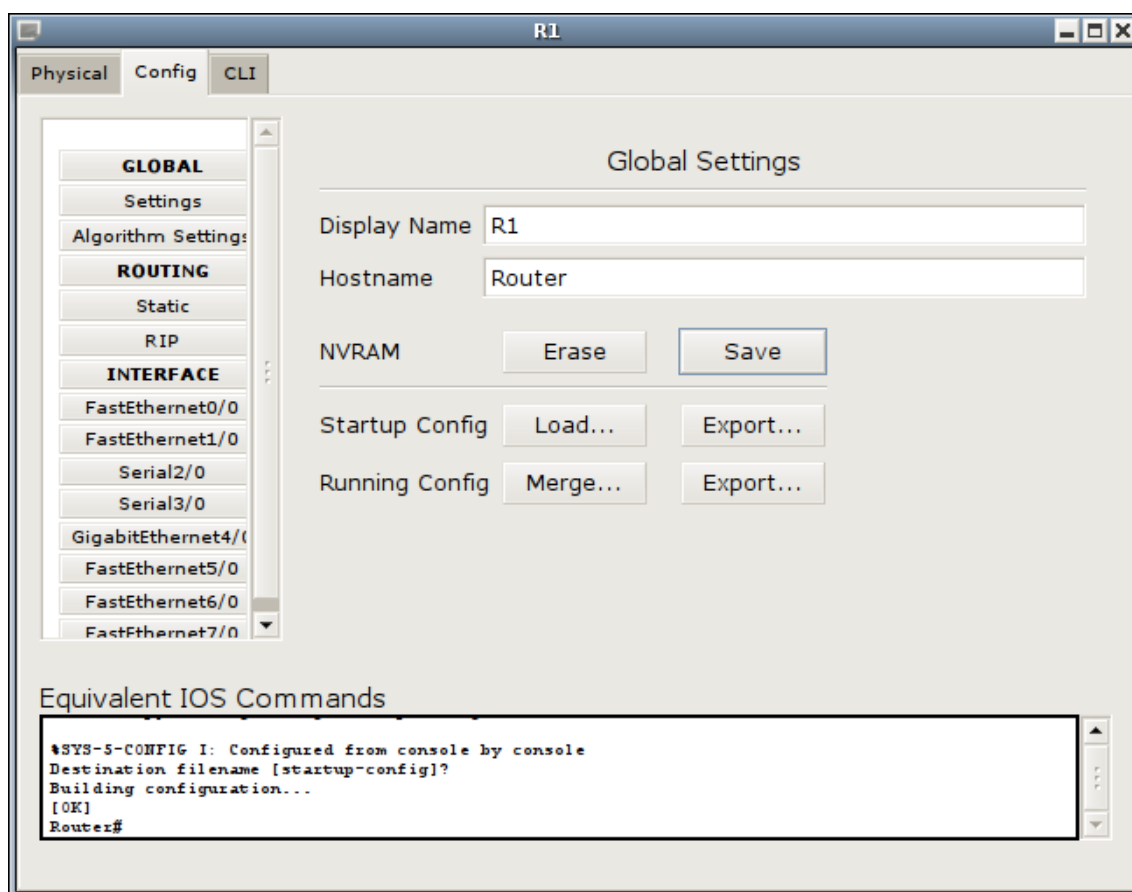 R1
Physical Config CLI
GLOBAL
Settings
Algorithm Settings
ROUTING
Static
RIP
INTERFACE
FastEthernet0/0
FastEthernet1/0
Serial2/0
Serial3/0
GigabitEthernet4/0
FastEthernet5/0
FastEthernet6/0
FastEthernet7/0
Global Settings
Display Name R1
Hostname Router
NVRAM Erase Save
Startup Config Load... Export...
Running Config Merge... Export...
Equivalent IOS Commands
%SYS-5-CONFIG I: Configured from console by console
Destination filename [startup-config]?
Building configuration...
[OK]
Router#